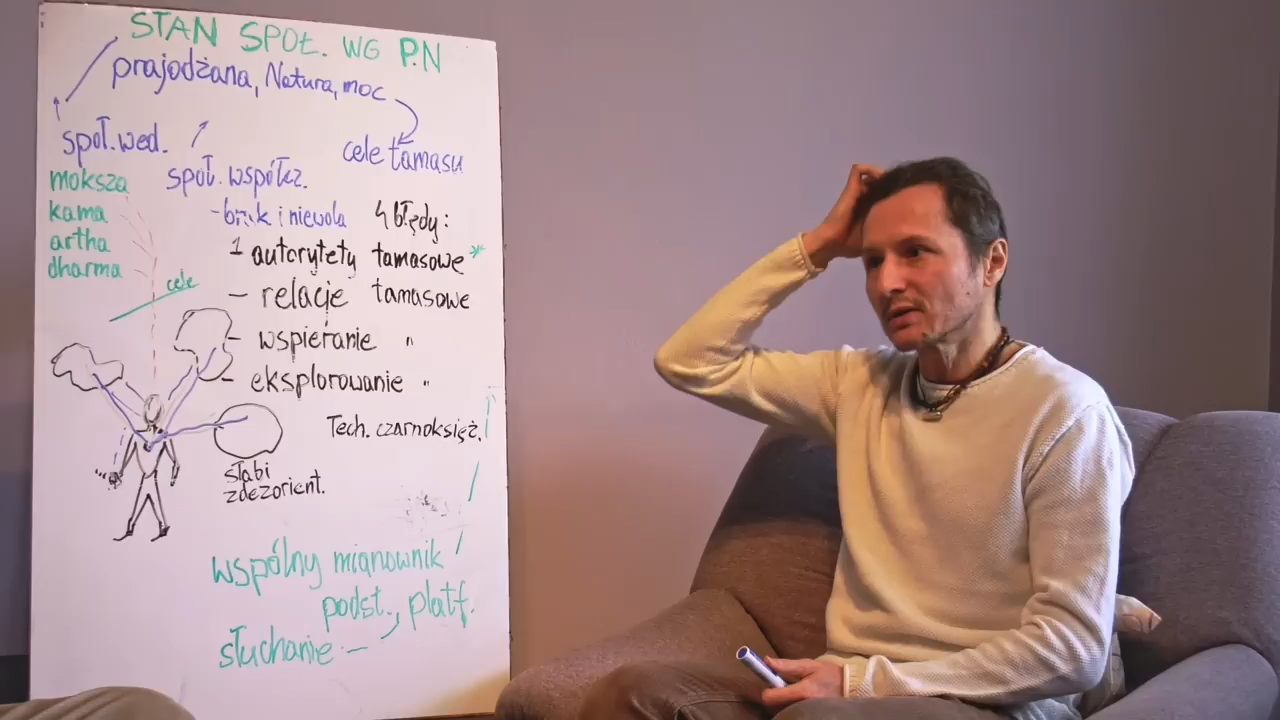 STAN SPOŁ. WG P.N
prajodżana, Natura, moc
społ. wed.
cele tamasu
moksza
kama
artha
dharma
społ. współcz.
- brak i niewola
4 błędy:
1 autorytety tamasowe *
- relacje tamasowe
- wspieranie "
- eksplorowanie "
cele
Tech. czarnoksięż.
słabi
zdezorient.
wspólny mianownik
podst., platf.
słuchanie -